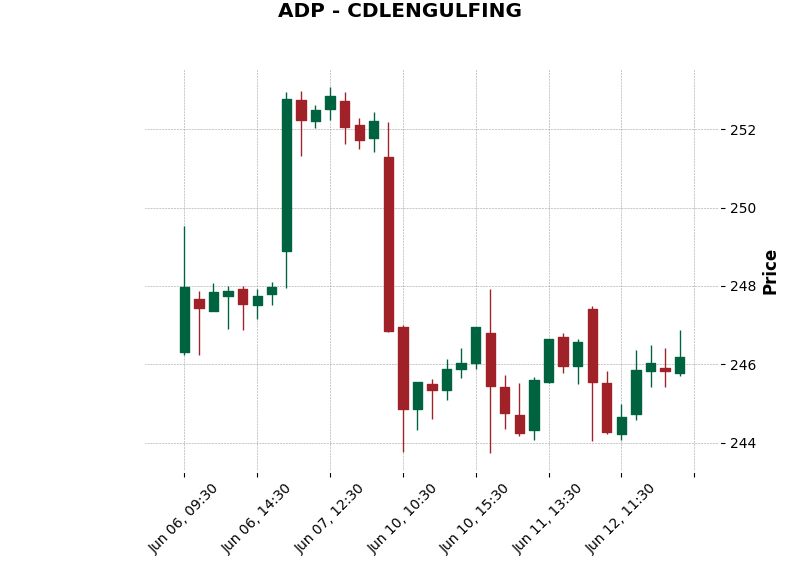 ADP - CDLENGULFING
252
250
248
246
244
Price
Jun 06, 09:30
Jun 06, 14:30
Jun 07, 12:30
Jun 10, 10:30
Jun 10, 15:30
Jun 11, 13:30
Jun 12, 11:30